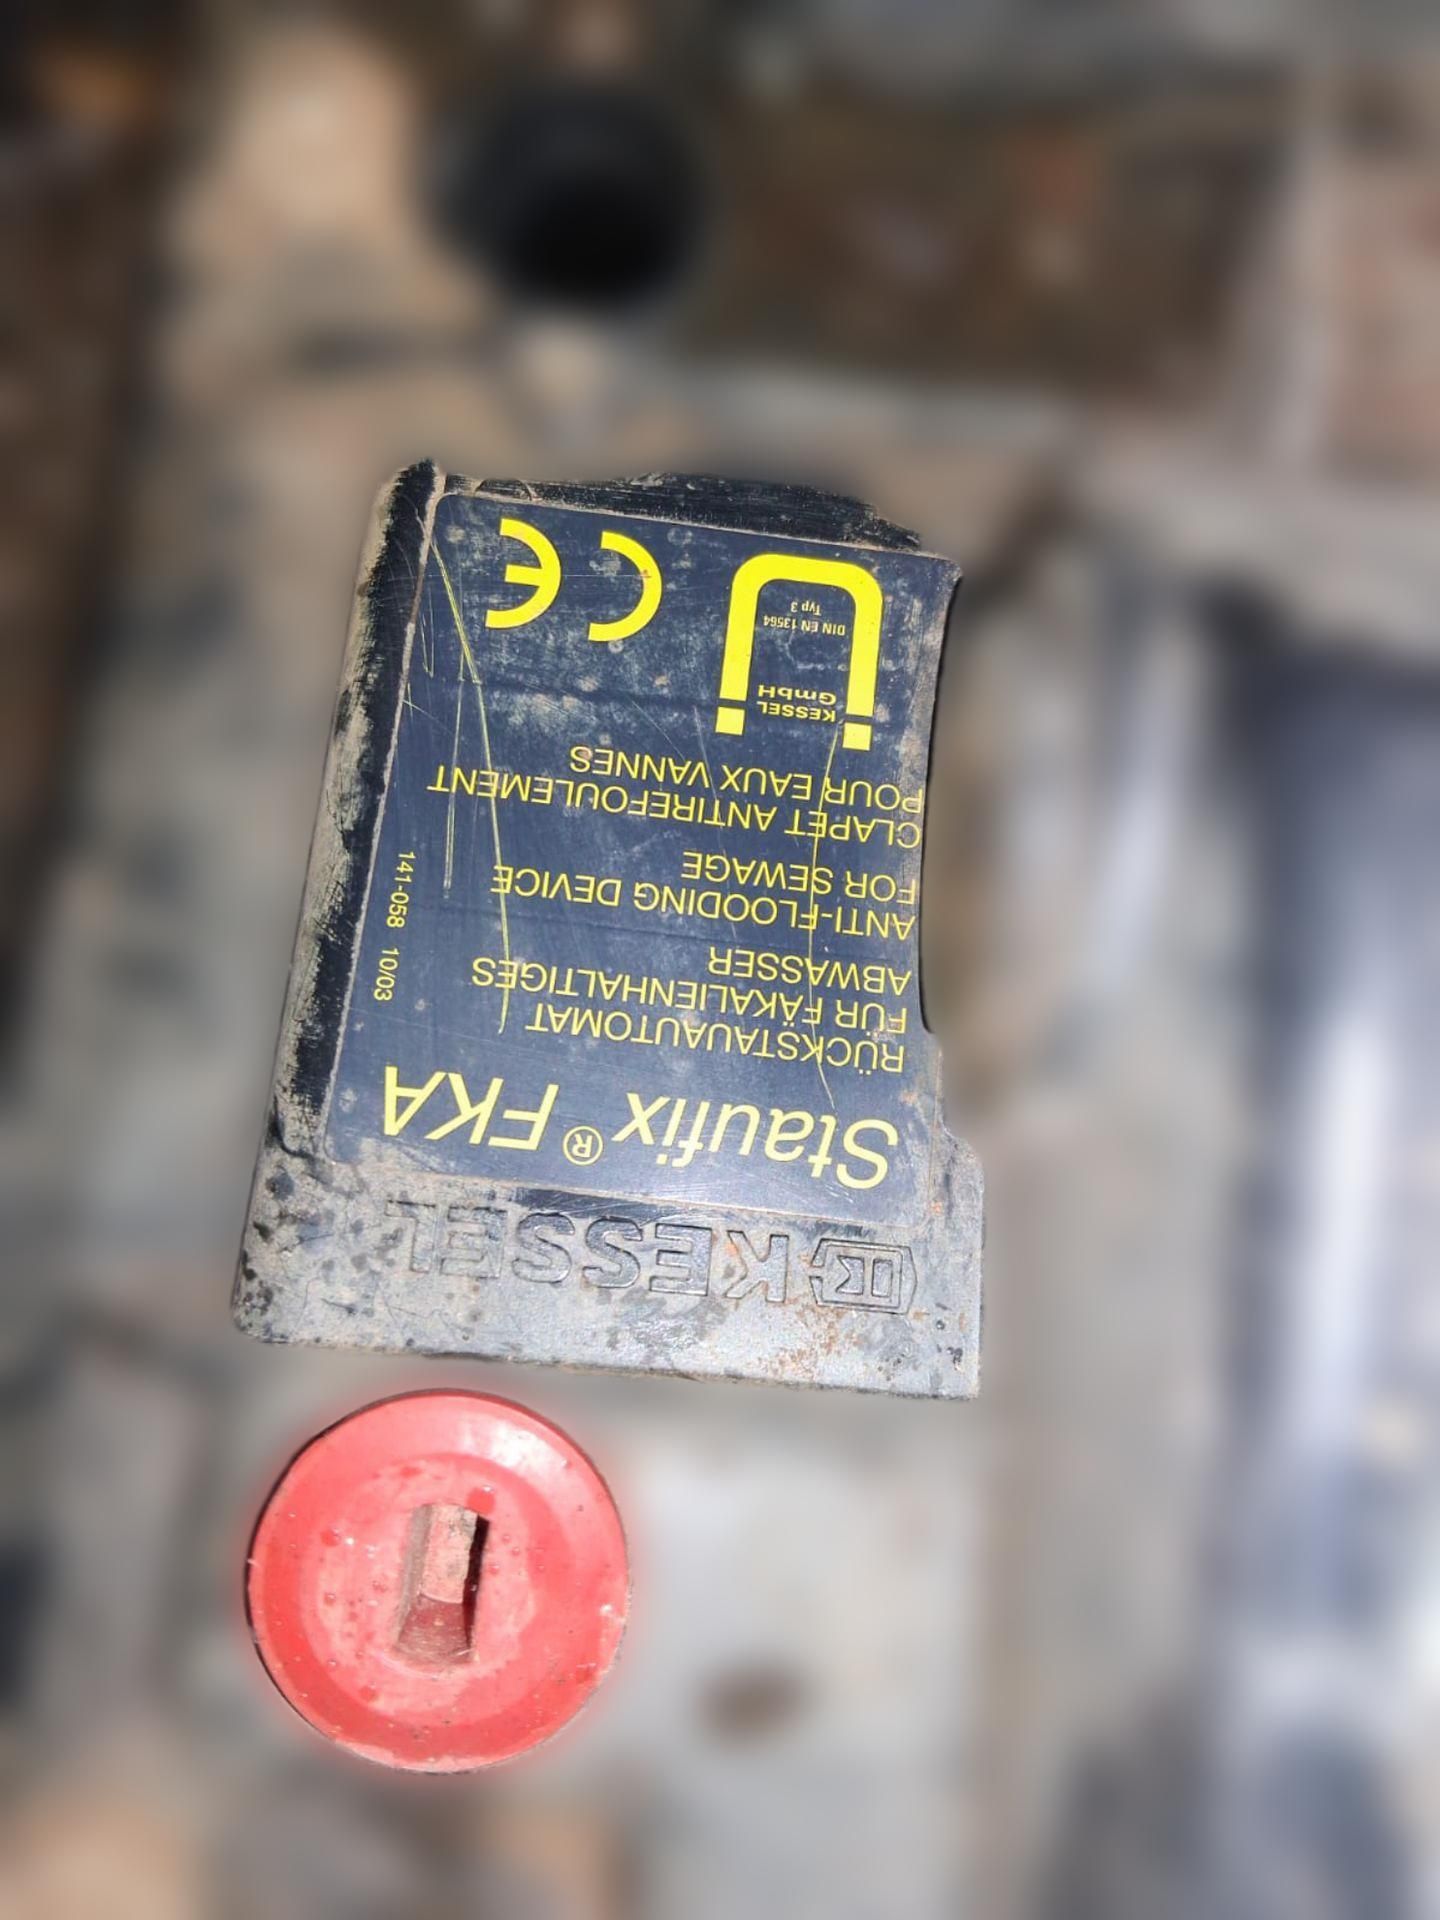 KESSEL
Staufix® FKA
RÜCKSTAUAUTOMAT
FÜR FÄKALIENHALTIGES
ABWASSER
ANTI-FLOODING DEVICE
FOR SEWAGE
CLAPET ANTIREFOULEMENT
POUR EAUX VANNES
KESSEL
GmbH
DIN EN 13564
Typ 3
Ü
CE
141-058 10/03